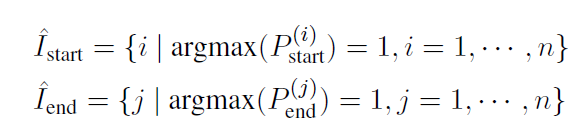 Î_start = {i | argmax(P_start^(i)) = 1, i = 1, ⋯ , n}
Î_end = {j | argmax(P_end^(j)) = 1, j = 1, ⋯ , n}